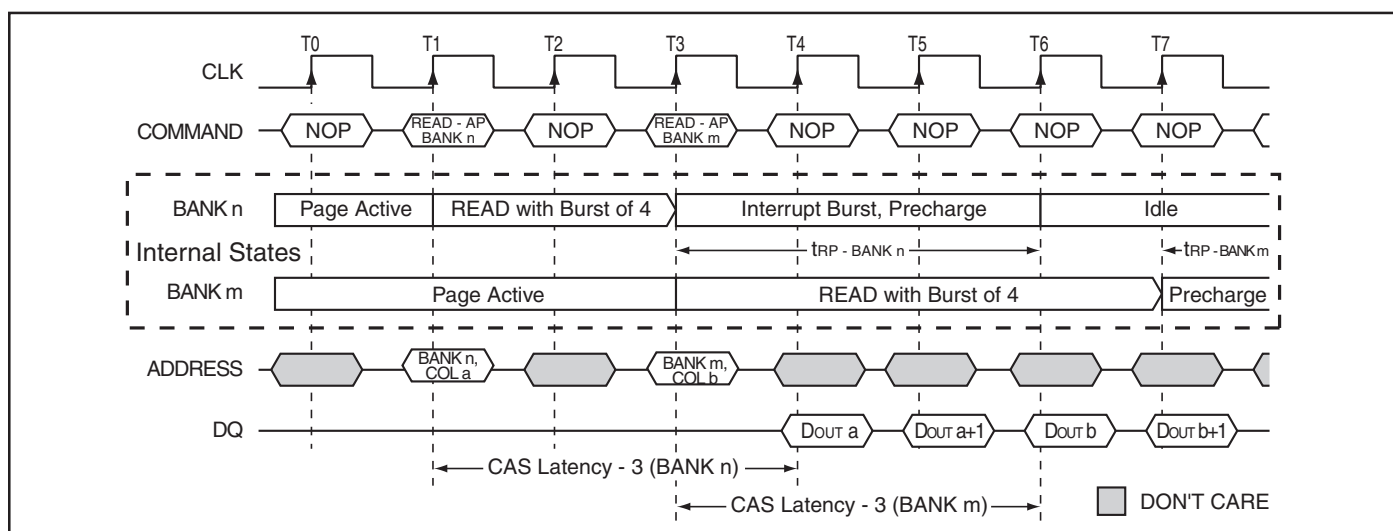 T0 T1 T2 T3 T4 T5 T6 T7
CLK
COMMAND NOP READ - AP BANK n NOP READ - AP BANK m NOP NOP NOP NOP
BANK n Page Active READ with Burst of 4 Interrupt Burst, Precharge Idle
Internal States tRP - BANK n tRP - BANK m
BANK m Page Active READ with Burst of 4 Precharge
ADDRESS BANK n, COL a BANK m, COL b
DQ DOUT a DOUT a+1 DOUT b DOUT b+1
CAS Latency - 3 (BANK n)
CAS Latency - 3 (BANK m) DON'T CARE